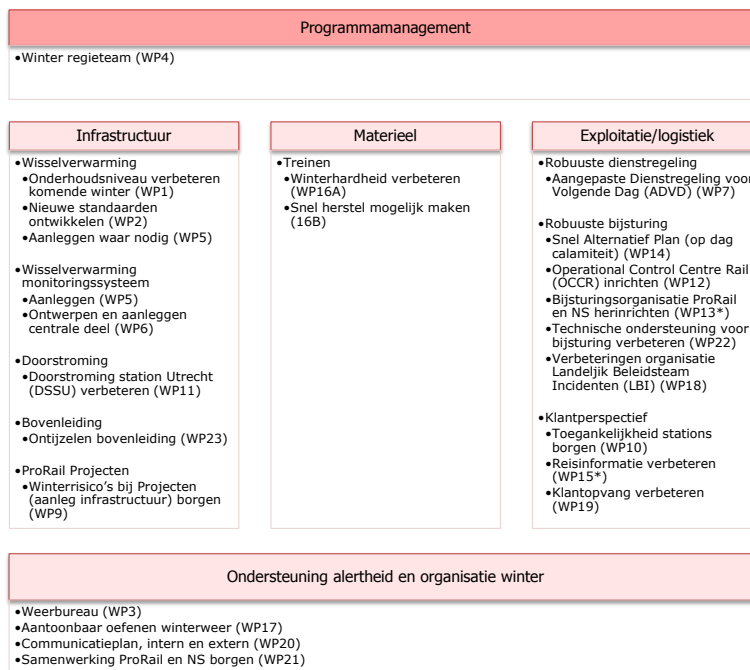 Programmamanagement
•Winter regieteam (WP4)
Infrastructuur
•Wisselverwarming
•Onderhoudsniveau verbeteren
komende winter (WP1)
•Nieuwe standaarden
ontwikkelen (WP2)
•Aanleggen waar nodig (WP5)
•Wisselverwarming
monitoringssysteem
•Aanleggen (WP5)
•Ontwerpen en aanleggen
centrale deel (WP6)
•Doorstroming
•Doorstroming station Utrecht
(DSSU) verbeteren (WP11)
•Bovenleiding
•Ontijzelen bovenleiding (WP23)
•ProRail Projecten
•Winterrisico’s bij Projecten
(aanleg infrastructuur) borgen
(WP9)
Materieel
•Treinen
•Winterhardheid verbeteren
(WP16A)
•Snel herstel mogelijk maken
(16B)
Exploitatie/logistiek
•Robuuste dienstregeling
•Aangepaste Dienstregeling voor
Volgende Dag (ADVD) (WP7)
•Robuuste bijsturing
•Snel Alternatief Plan (op dag
calamiteit) (WP14)
•Operational Control Centre Rail
(OCCR) inrichten (WP12)
•Bijsturingsorganisatie ProRail
en NS herinrichten (WP13*)
•Technische ondersteuning voor
bijsturing verbeteren (WP22)
•Verbeteringen organisatie
Landeljik Beleidsteam
Incidenten (LBI) (WP18)
•Klantperspectief
•Toegankelijkheid stations
borgen (WP10)
•Reisinformatie verbeteren
(WP15*)
•Klantopvang verbeteren
(WP19)
Ondersteuning alertheid en organisatie winter
•Weerbureau (WP3)
•Aantoonbaar oefenen winterweer (WP17)
•Communicatieplan, intern en extern (WP20)
•Samenwerking ProRail en NS borgen (WP21)